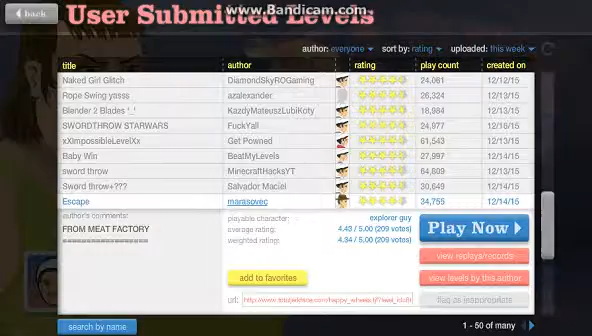 www.Bandicam.com
back
User Submitted Levels
author: everyone sort by: rating uploaded: this week
title author rating play count created on
Naked Girl Glitch DiamondSkyROGaming 24,061 12/12/15
Rope Swing yasss azalexander 26,324 12/13/15
Blender 2 Blades '_' KazdyMateuszLubiKoty 18,984 12/13/15
SWORDTHROW STARWARS FuckYall 24,977 12/16/15
xXImpossibleLevelXx Get Powned 61,543 12/13/15
Baby Win BeatMyLevels 27,997 12/14/15
sword throw MinecraftHacksYT 64,809 12/13/15
Sword throw+??? Salvador Maciel 30,649 12/14/15
Escape marasovec 34,755 12/14/15
author's comments:
FROM MEAT FACTORY
==================
playable character: explorer guy
average rating: 4.43 / 5.00 (209 votes)
weighted rating: 4.34 / 5.00 (209 votes)
Play Now
view replays/records
add to favorites
view levels by this author
url:
flag as inappropriate
search by name
1 - 50 of many